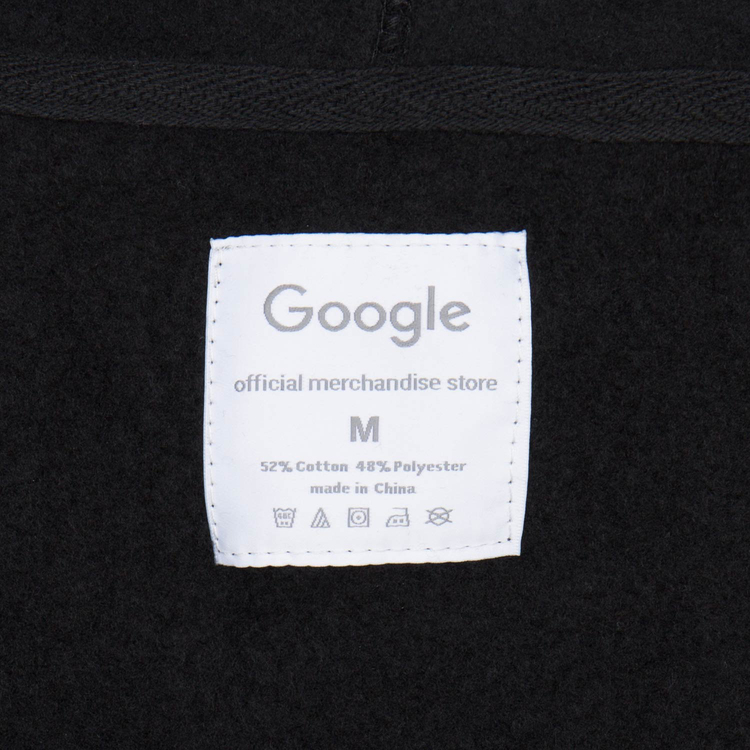 Google
official merchandise store
M
52% Cotton 48% Polyester
made in China